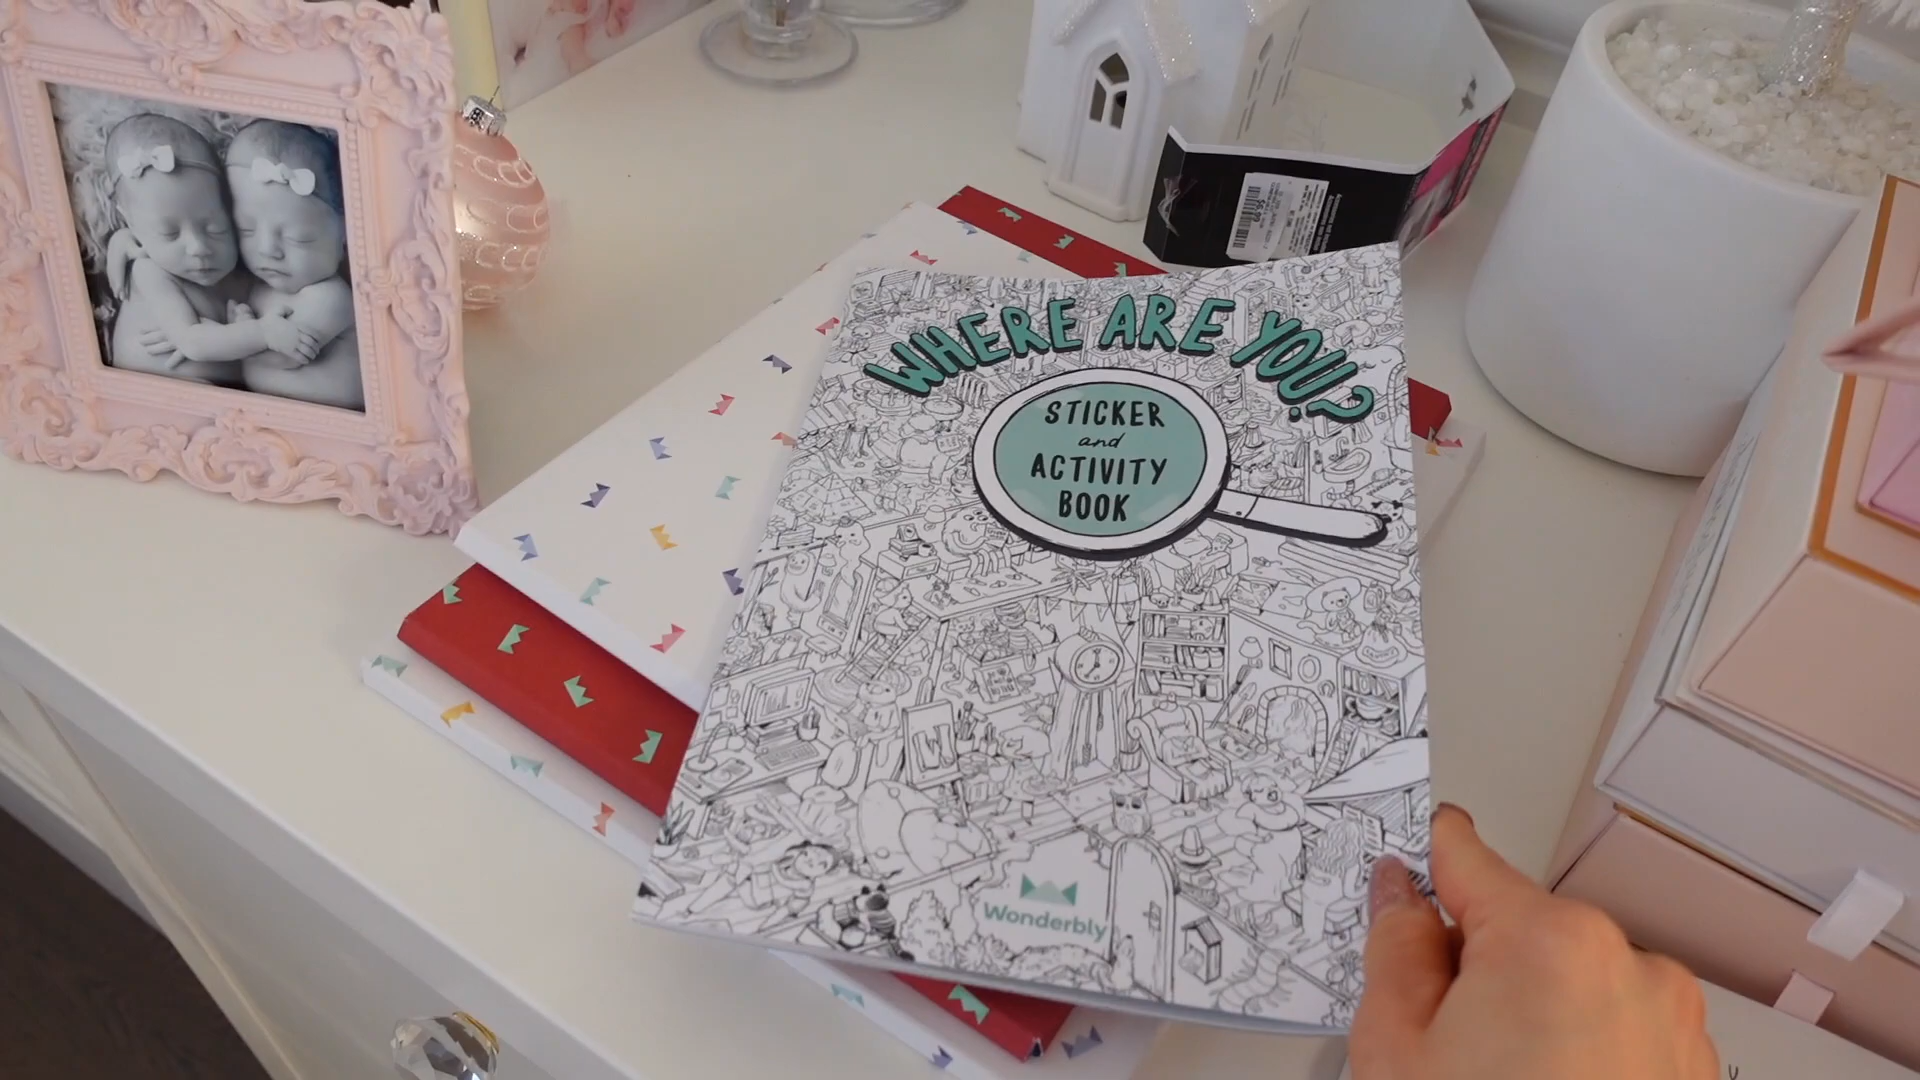 WHERE ARE YOU?
STICKER
and
ACTIVITY
BOOK
Wonderbly